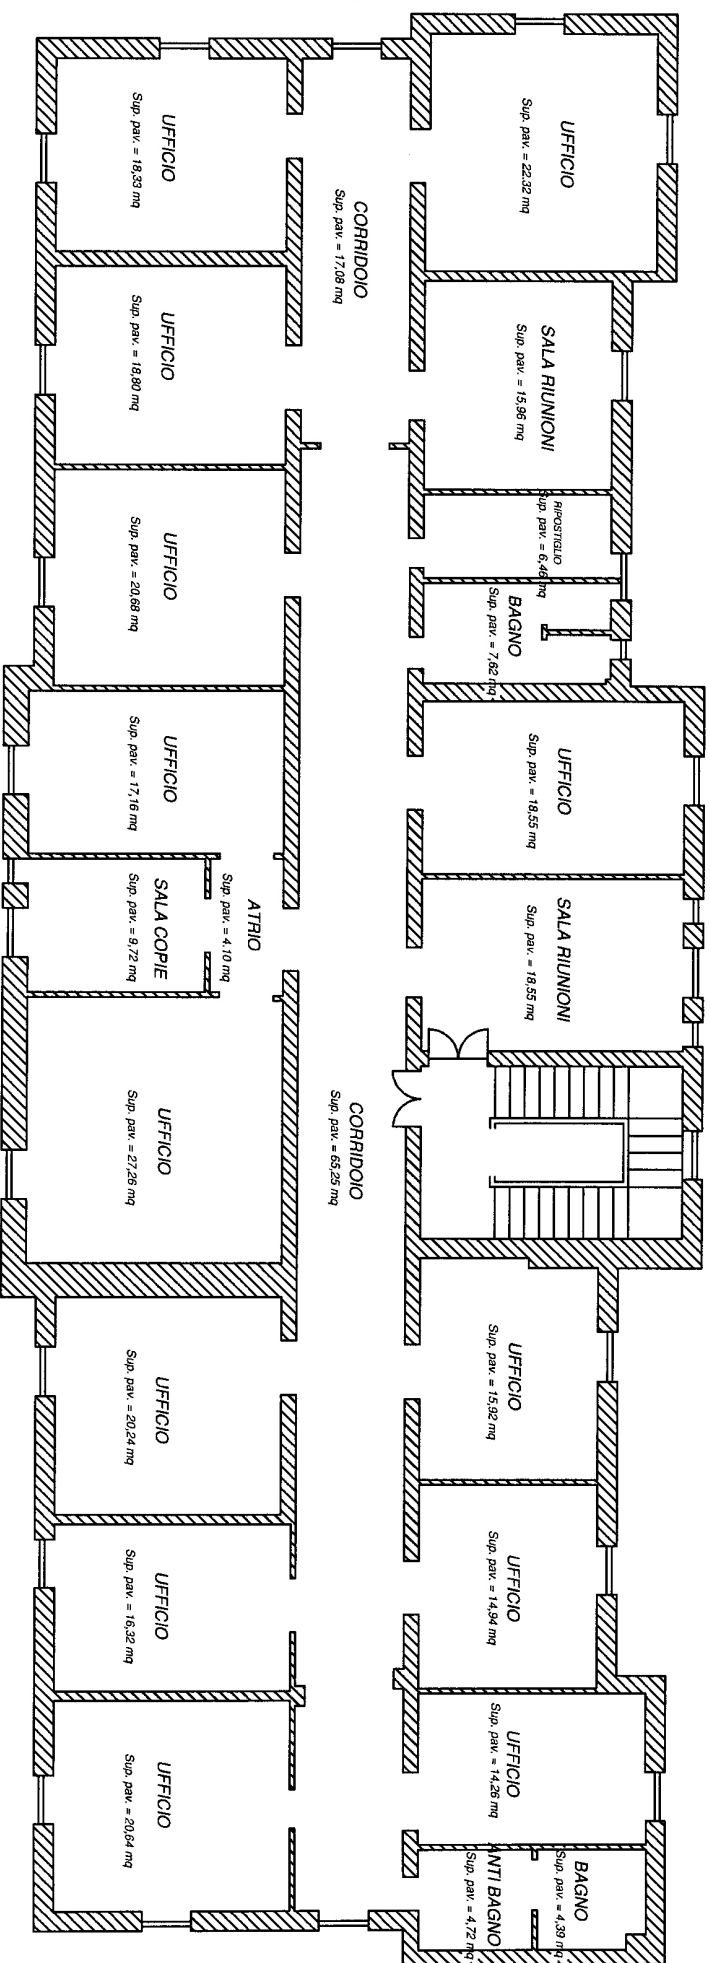 UFFICIO
Sup. pav. = 22.32 mq
UFFICIO
Sup. pav. = 18,33 mq
CORRIDOIO
Sup. pav. = 17,08 mq
UFFICIO
Sup. pav. = 18,80 mq
SALA RIUNIONI
Sup. pav. = 15,96 mq
RIPOSTIGLIO
Sup. pav. = 6,46 mq
UFFICIO
Sup. pav. = 20,68 mq
BAGNO
Sup. pav. = 7,62 mq
UFFICIO
Sup. pav. = 17,16 mq
UFFICIO
Sup. pav. = 18,55 mq
ATRIO
Sup. pav. = 4.10 mq
SALA COPIE
Sup. pav. = 9,72 mq
SALA RIUNIONI
Sup. pav. = 18,55 mq
CORRIDOIO
Sup. pav. = 65,25 mq
UFFICIO
Sup. pav. = 27,26 mq
UFFICIO
Sup. pav. = 15,92 mq
UFFICIO
Sup. pav. = 20,24 mq
UFFICIO
Sup. pav. = 14,94 mq
UFFICIO
Sup. pav. = 16,32 mq
UFFICIO
Sup. pav. = 14,26 mq
UFFICIO
Sup. pav. = 20,64 mq
BAGNO
Sup. pav. = 4,39 mq
ANTI BAGNO
Sup. pav. = 4,72 mq